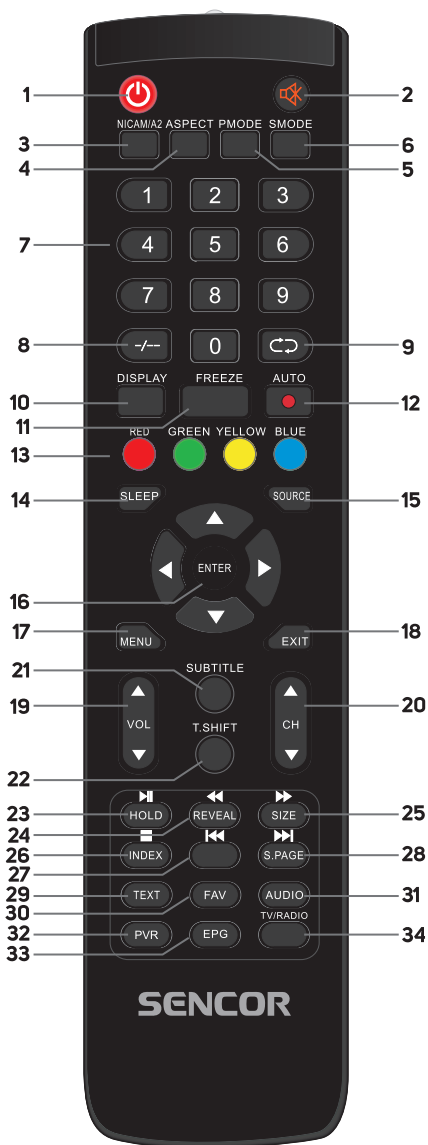 1 2
NICAM/A2 ASPECT PMODE SMODE
3 6
4 5
1 2 3
7 4 5 6
7 8 9
8 -/-- 0 9
DISPLAY FREEZE AUTO
10 12
11
RED GREEN YELLOW BLUE
13
14 SLEEP SOURCE 15
ENTER
16
17 MENU EXIT 18
21 SUBTITLE
19 VOL CH 20
T.SHIFT
22
23 HOLD REVEAL SIZE 25
24
26 INDEX S.PAGE 28
27
29 TEXT FAV AUDIO 31
30
TV/RADIO
32 PVR EPG 34
33
SENCOR